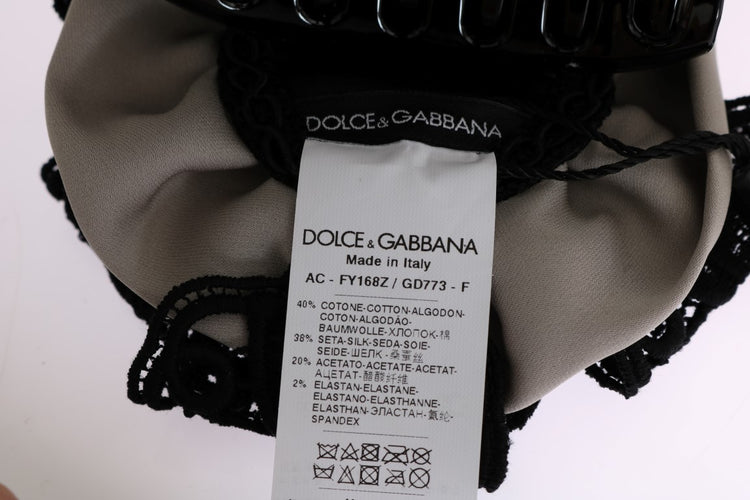 DOLCE & GABBANA
DOLCE & GABBANA
Made in Italy
AC - FY168Z / GD773 - F
40% COTONE-COTTON-ALGODON-
COTON-ALGODÃO-
BAUMWOLLE-ХЛОПОК-棉
38% SETA-SILK-SEDA-SOIE-
SEIDE-ШЕЛК-桑蚕丝
20% ACETATO-ACETATE-ACETAT-
АЦЕТАТ-醋酸纤维
2% ELASTAN-ELASTANE-
ELASTANO-ELASTHANNE-
ELASTHAN-ЭЛАСТАН-氨纶-
SPANDEX